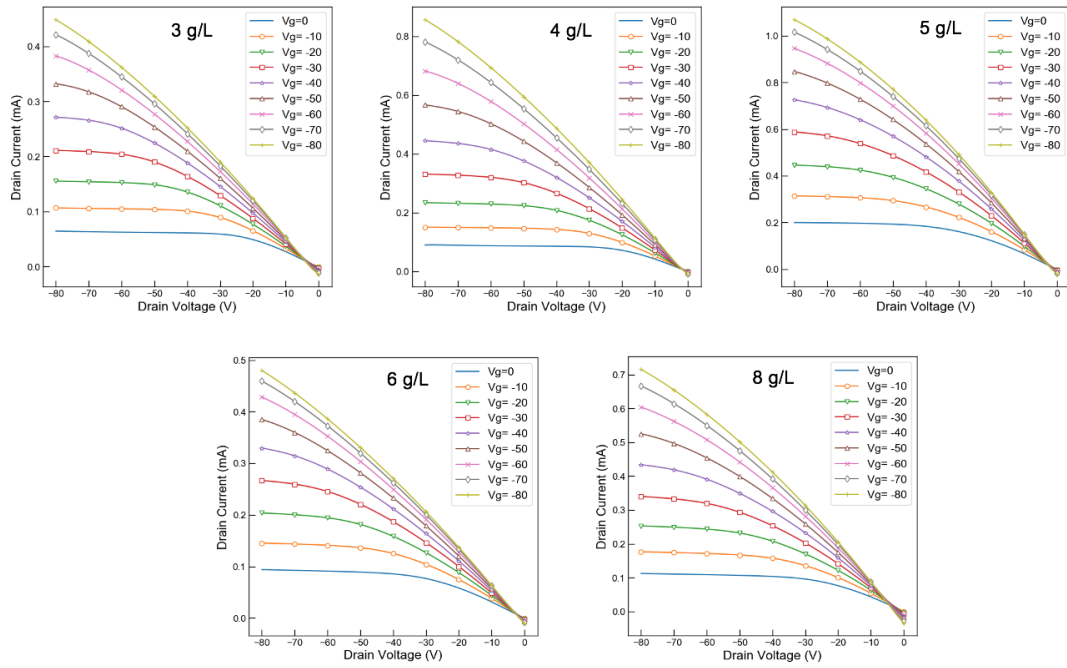 3 g/L
Vg=0
Vg= -10
Vg= -20
Vg= -30
Vg= -40
Vg= -50
Vg= -60
Vg= -70
Vg= -80
Drain Current (mA)
0.4
0.3
0.2
0.1
0.0
−80 −70 −60 −50 −40 −30 −20 −10 0
Drain Voltage (V)
4 g/L
Vg=0
Vg= -10
Vg= -20
Vg= -30
Vg= -40
Vg= -50
Vg= -60
Vg= -70
Vg= -80
Drain Current (mA)
0.8
0.6
0.4
0.2
0.0
−80 −70 −60 −50 −40 −30 −20 −10 0
Drain Voltage (V)
5 g/L
Vg=0
Vg= -10
Vg= -20
Vg= -30
Vg= -40
Vg= -50
Vg= -60
Vg= -70
Vg= -80
Drain Current (mA)
1.0
0.8
0.6
0.4
0.2
0.0
−80 −70 −60 −50 −40 −30 −20 −10 0
Drain Voltage (V)
6 g/L
Vg=0
Vg= -10
Vg= -20
Vg= -30
Vg= -40
Vg= -50
Vg= -60
Vg= -70
Vg= -80
Drain Current (mA)
0.5
0.4
0.3
0.2
0.1
0.0
−80 −70 −60 −50 −40 −30 −20 −10 0
Drain Voltage (V)
8 g/L
Vg=0
Vg= -10
Vg= -20
Vg= -30
Vg= -40
Vg= -50
Vg= -60
Vg= -70
Vg= -80
Drain Current (mA)
0.7
0.6
0.5
0.4
0.3
0.2
0.1
0.0
−80 −70 −60 −50 −40 −30 −20 −10 0
Drain Voltage (V)